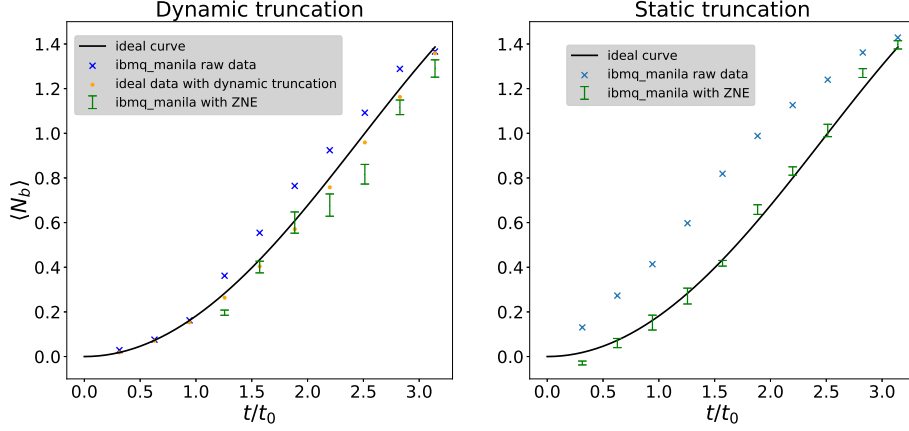 Dynamic truncation
ideal curve
ibmq_manila raw data
ideal data with dynamic truncation
ibmq_manila with ZNE
⟨N_b⟩
1.4
1.2
1.0
0.8
0.6
0.4
0.2
0.0
0.0 0.5 1.0 1.5 2.0 2.5 3.0
t/t_0
Static truncation
ideal curve
ibmq_manila raw data
ibmq_manila with ZNE
1.4
1.2
1.0
0.8
0.6
0.4
0.2
0.0
0.0 0.5 1.0 1.5 2.0 2.5 3.0
t/t_0